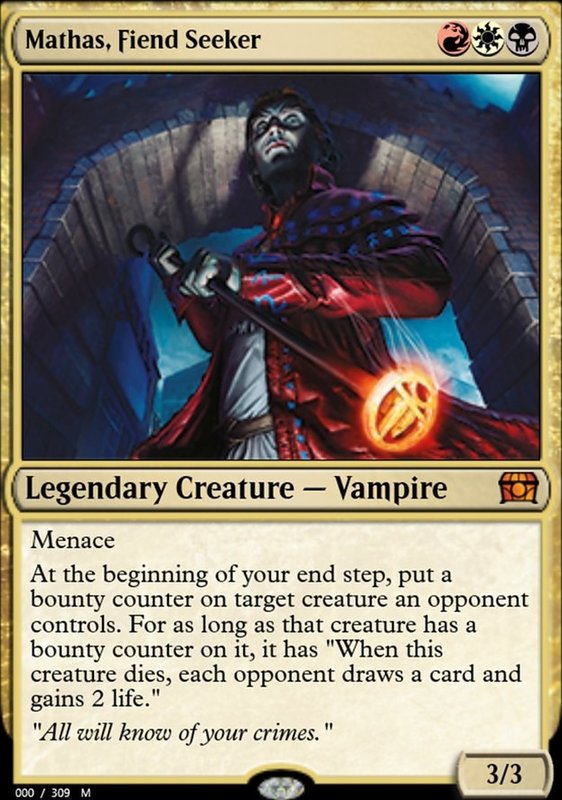 Mathas, Fiend Seeker
Legendary Creature — Vampire
Menace
At the beginning of your end step, put a
bounty counter on target creature an opponent
controls. For as long as that creature has a
bounty counter on it, it has "When this
creature dies, each opponent draws a card and
gains 2 life."
"All will know of your crimes."
3/3
000 / 309 M